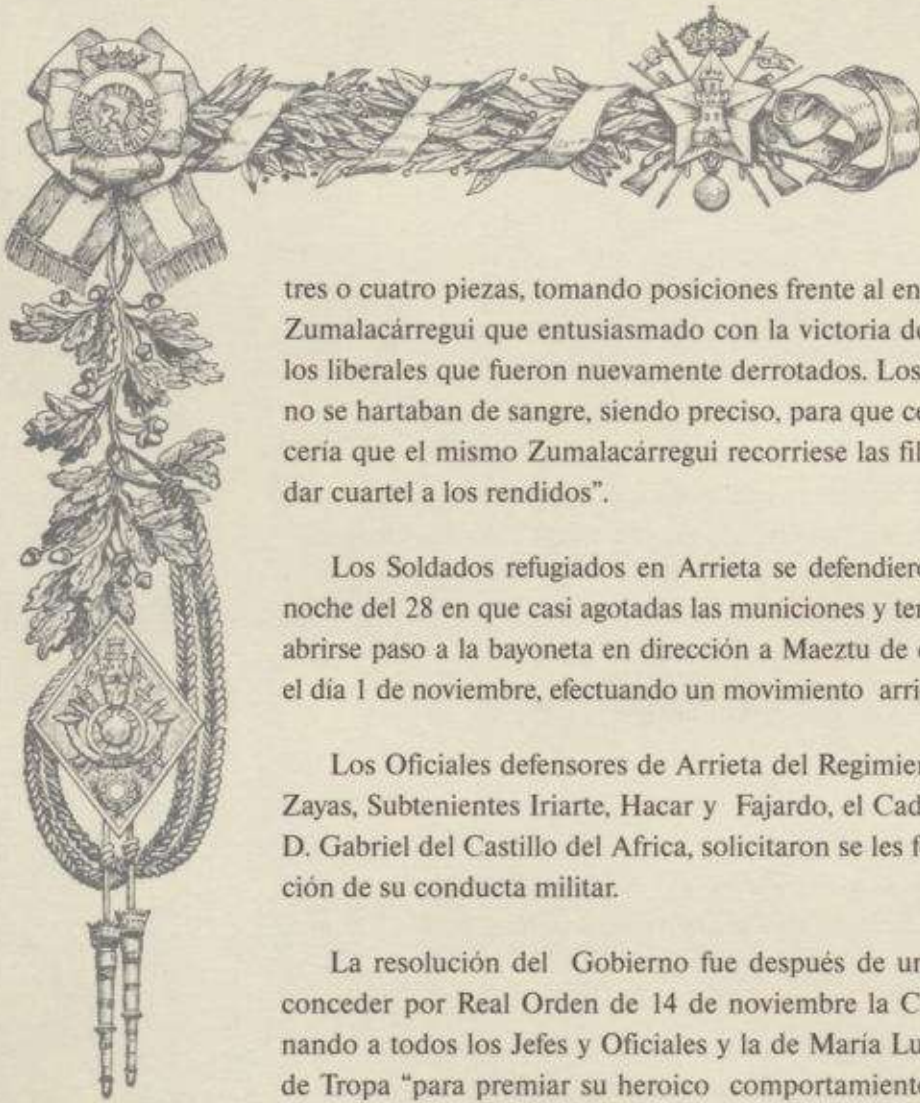 tres o cuatro piezas, tomando posiciones frente al en
Zumalacárregui que entusiasmado con la victoria de
los liberales que fueron nuevamente derrotados. Los
no se hartaban de sangre, siendo preciso, para que ce
cería que el mismo Zumalacárregui recorriese las fil
dar cuartel a los rendidos”.
Los Soldados refugiados en Arrieta se defendiero
noche del 28 en que casi agotadas las municiones y te
abrirse paso a la bayoneta en dirección a Maeztu de
el día 1 de noviembre, efectuando un movimiento arri
Los Oficiales defensores de Arrieta del Regimien
Zayas, Subtenientes Iriarte, Hacar y Fajardo, el Cad
D. Gabriel del Castillo del Africa, solicitaron se les f
ción de su conducta militar.
La resolución del Gobierno fue después de un
conceder por Real Orden de 14 de noviembre la C
nando a todos los Jefes y Oficiales y la de María Lu
de Tropa “para premiar su heroico comportamiento